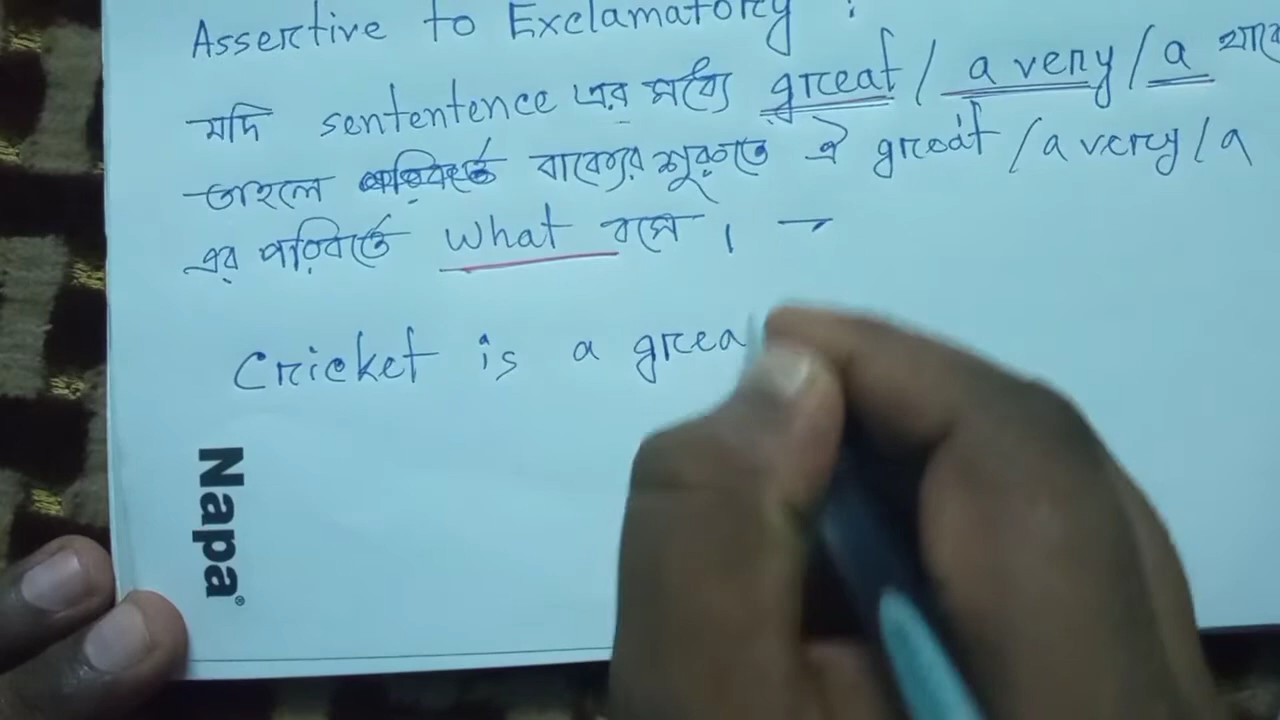 Assertive to Exclamatory :
যদি sententence এর মধ্যে great / a very / a থাকে
তাহলে বাক্যের শুরুতে ঐ great / a very / a
এর পরিবর্তে what বসে । →
Cricket is a grea
Napa®